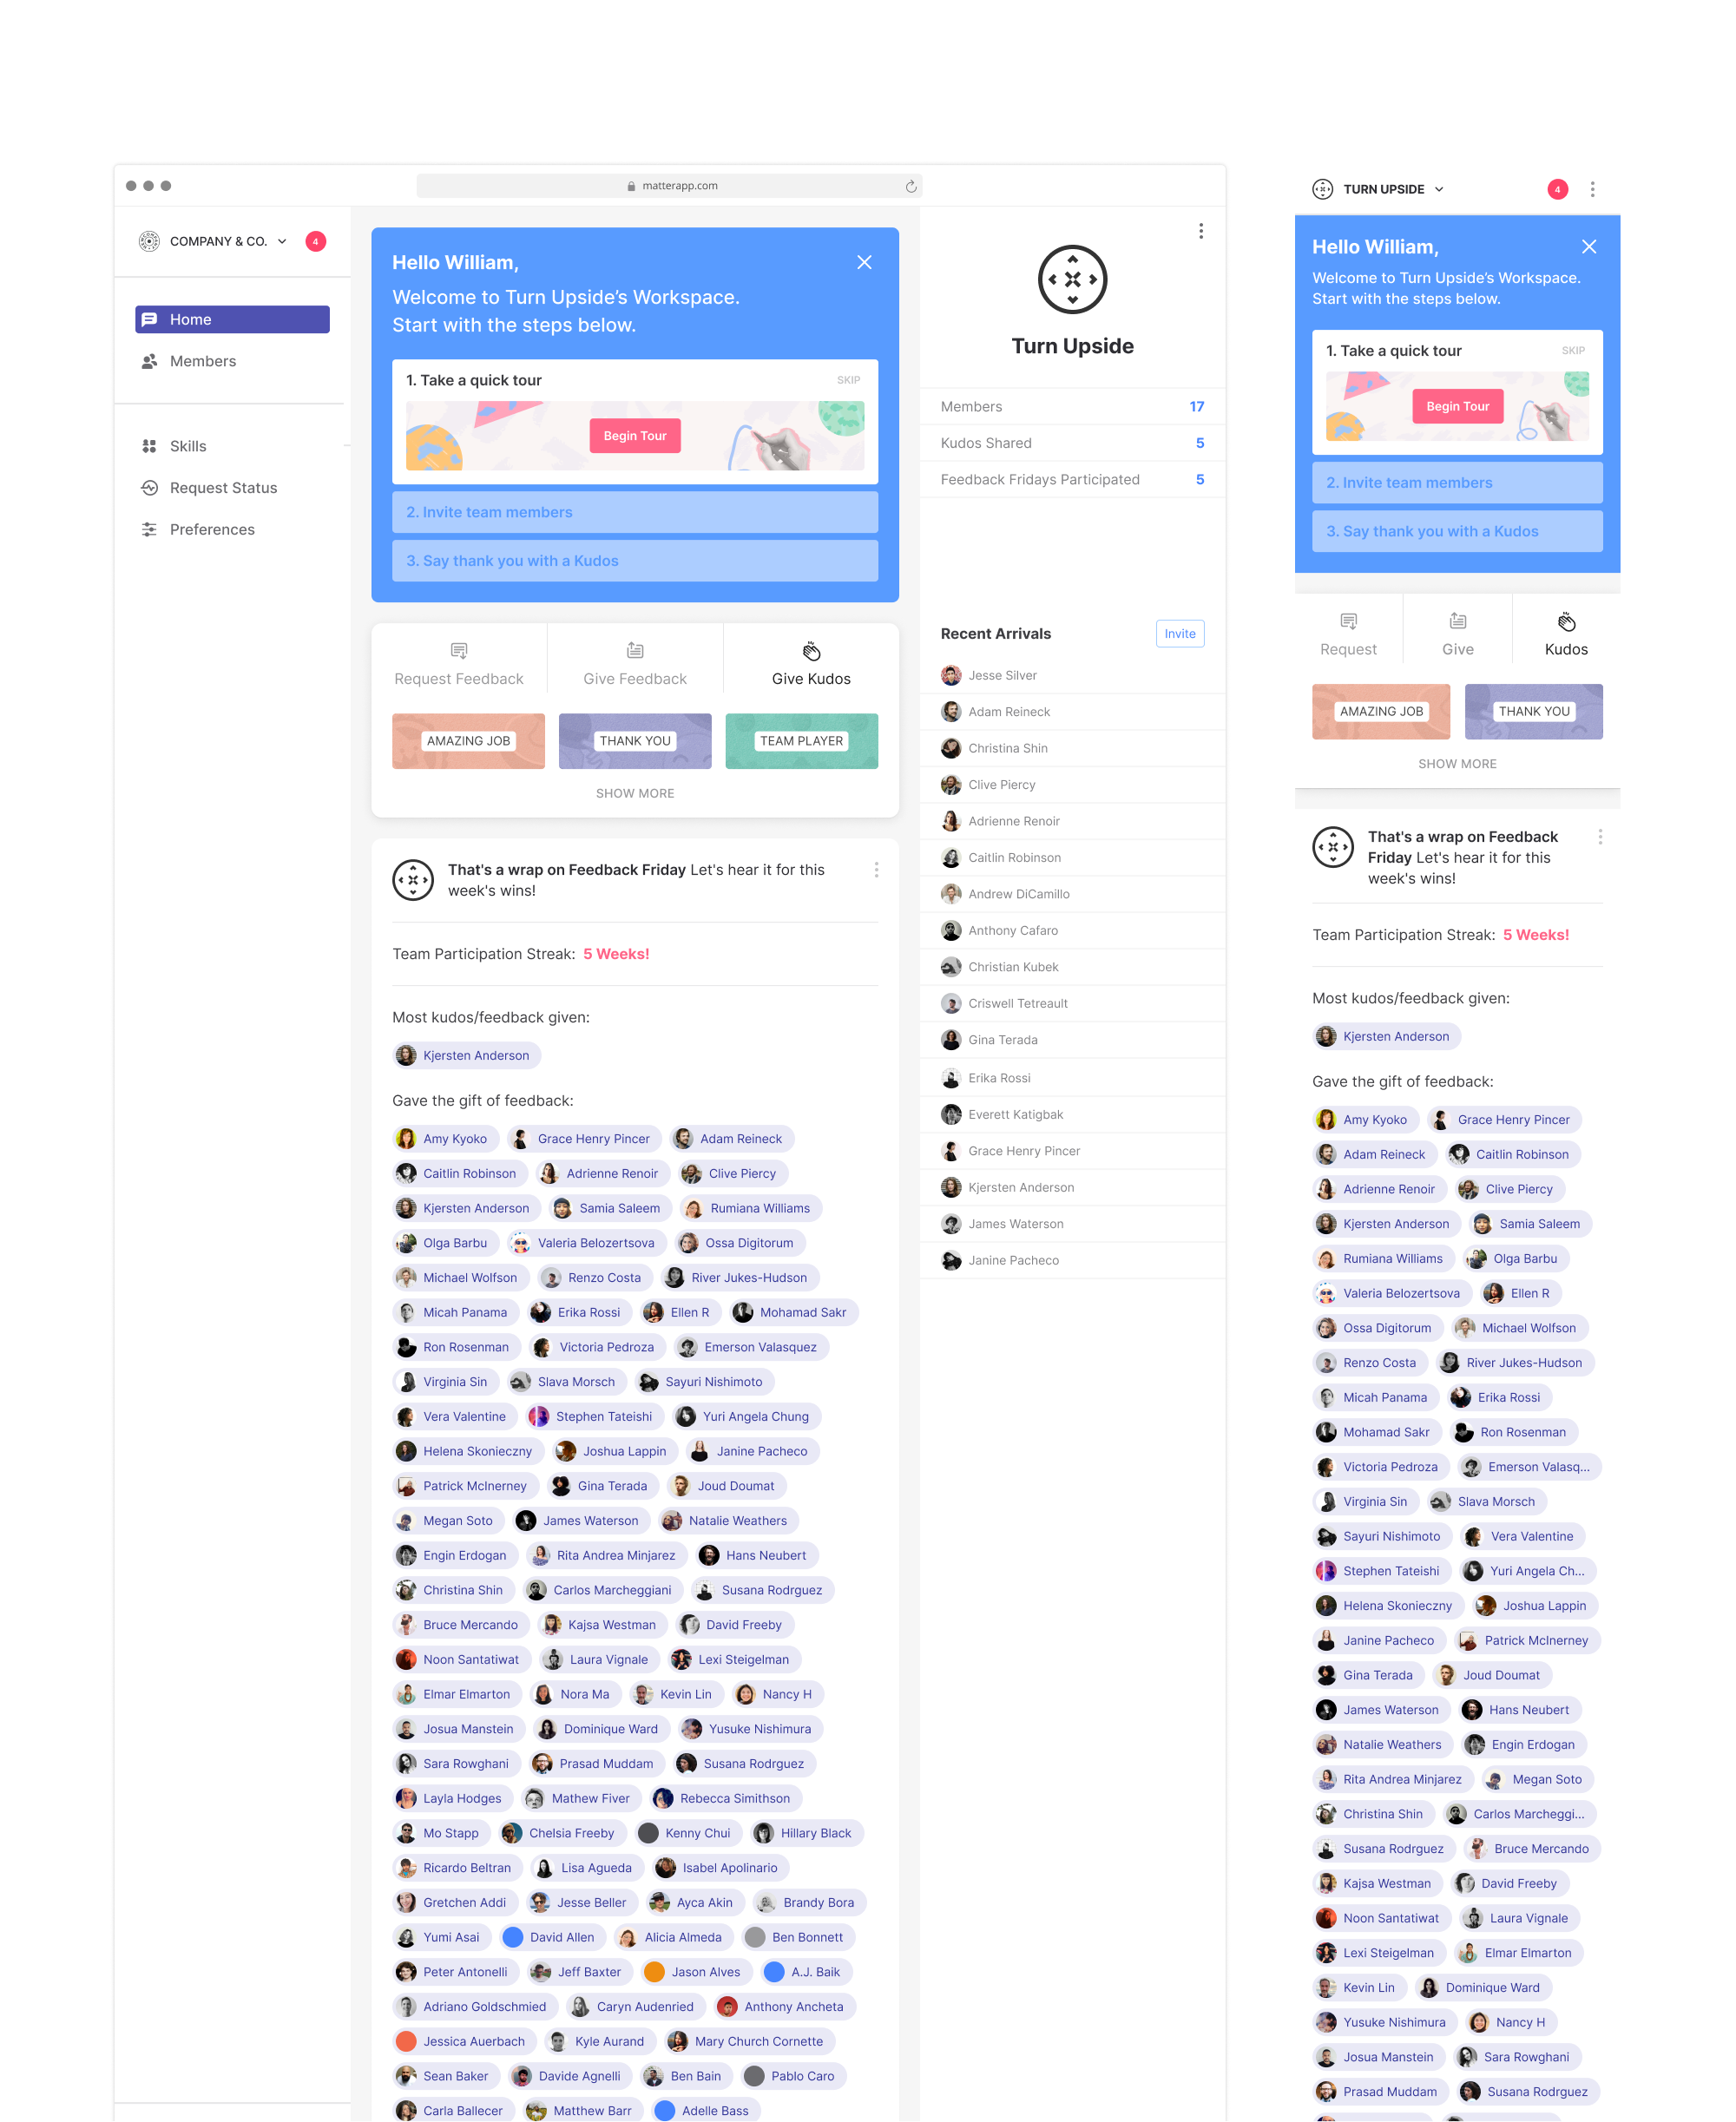 matterapp.com
COMPANY & CO.
4
Home
Members
Skills
Request Status
Preferences
Hello William,
Welcome to Turn Upside's Workspace.
Start with the steps below.
1. Take a quick tour
SKIP
Begin Tour
2. Invite team members
3. Say thank you with a Kudos
Request Feedback
Give Feedback
Give Kudos
AMAZING JOB
THANK YOU
TEAM PLAYER
SHOW MORE
That's a wrap on Feedback Friday Let's hear it for this
week's wins!
Team Participation Streak: 5 Weeks!
Most kudos/feedback given:
Kjersten Anderson
Gave the gift of feedback:
Amy Kyoko Grace Henry Pincer Adam Reineck
Caitlin Robinson Adrienne Renoir Clive Piercy
Kjersten Anderson Samia Saleem Rumiana Williams
Olga Barbu Valeria Belozertsova Ossa Digitorum
Michael Wolfson Renzo Costa River Jukes-Hudson
Micah Panama Erika Rossi Ellen R Mohamad Sakr
Ron Rosenman Victoria Pedroza Emerson Valasquez
Virginia Sin Slava Morsch Sayuri Nishimoto
Vera Valentine Stephen Tateishi Yuri Angela Chung
Helena Skonieczny Joshua Lappin Janine Pacheco
Patrick McInerney Gina Terada Joud Doumat
Megan Soto James Waterson Natalie Weathers
Engin Erdogan Rita Andrea Minjarez Hans Neubert
Christina Shin Carlos Marcheggiani Susana Rodrguez
Bruce Mercando Kajsa Westman David Freeby
Noon Santatiwat Laura Vignale Lexi Steigelman
Elmar Elmarton Nora Ma Kevin Lin Nancy H
Josua Manstein Dominique Ward Yusuke Nishimura
Sara Rowghani Prasad Muddam Susana Rodrguez
Layla Hodges Mathew Fiver Rebecca Simithson
Mo Stapp Chelsia Freeby Kenny Chui Hillary Black
Ricardo Beltran Lisa Agueda Isabel Apolinario
Gretchen Addi Jesse Beller Ayca Akin Brandy Bora
Yumi Asai David Allen Alicia Almeda Ben Bonnett
Peter Antonelli Jeff Baxter Jason Alves A.J. Baik
Adriano Goldschmied Caryn Audenried Anthony Ancheta
Jessica Auerbach Kyle Aurand Mary Church Cornette
Sean Baker Davide Agnelli Ben Bain Pablo Caro
Carla Ballecer Matthew Barr Adelle Bass
Turn Upside
Members 17
Kudos Shared 5
Feedback Fridays Participated 5
Recent Arrivals
Invite
Jesse Silver
Adam Reineck
Christina Shin
Clive Piercy
Adrienne Renoir
Caitlin Robinson
Andrew DiCamillo
Anthony Cafaro
Christian Kubek
Criswell Tetreault
Gina Terada
Erika Rossi
Everett Katigbak
Grace Henry Pincer
Kjersten Anderson
James Waterson
Janine Pacheco
TURN UPSIDE
4
Hello William,
Welcome to Turn Upside's Workspace.
Start with the steps below.
1. Take a quick tour
SKIP
Begin Tour
2. Invite team members
3. Say thank you with a Kudos
Request
Give
Kudos
AMAZING JOB
THANK YOU
SHOW MORE
That's a wrap on Feedback
Friday Let's hear it for this
week's wins!
Team Participation Streak: 5 Weeks!
Most kudos/feedback given:
Kjersten Anderson
Gave the gift of feedback:
Amy Kyoko Grace Henry Pincer
Adam Reineck Caitlin Robinson
Adrienne Renoir Clive Piercy
Kjersten Anderson Samia Saleem
Rumiana Williams Olga Barbu
Valeria Belozertsova Ellen R
Ossa Digitorum Michael Wolfson
Renzo Costa River Jukes-Hudson
Micah Panama Erika Rossi
Mohamad Sakr Ron Rosenman
Victoria Pedroza Emerson Valasq...
Virginia Sin Slava Morsch
Sayuri Nishimoto Vera Valentine
Stephen Tateishi Yuri Angela Ch...
Helena Skonieczny Joshua Lappin
Janine Pacheco Patrick McInerney
Gina Terada Joud Doumat
James Waterson Hans Neubert
Natalie Weathers Engin Erdogan
Rita Andrea Minjarez Megan Soto
Christina Shin Carlos Marcheggi...
Susana Rodrguez Bruce Mercando
Kajsa Westman David Freeby
Noon Santatiwat Laura Vignale
Lexi Steigelman Elmar Elmarton
Kevin Lin Dominique Ward
Yusuke Nishimura Nancy H
Josua Manstein Sara Rowghani
Prasad Muddam Susana Rodrguez